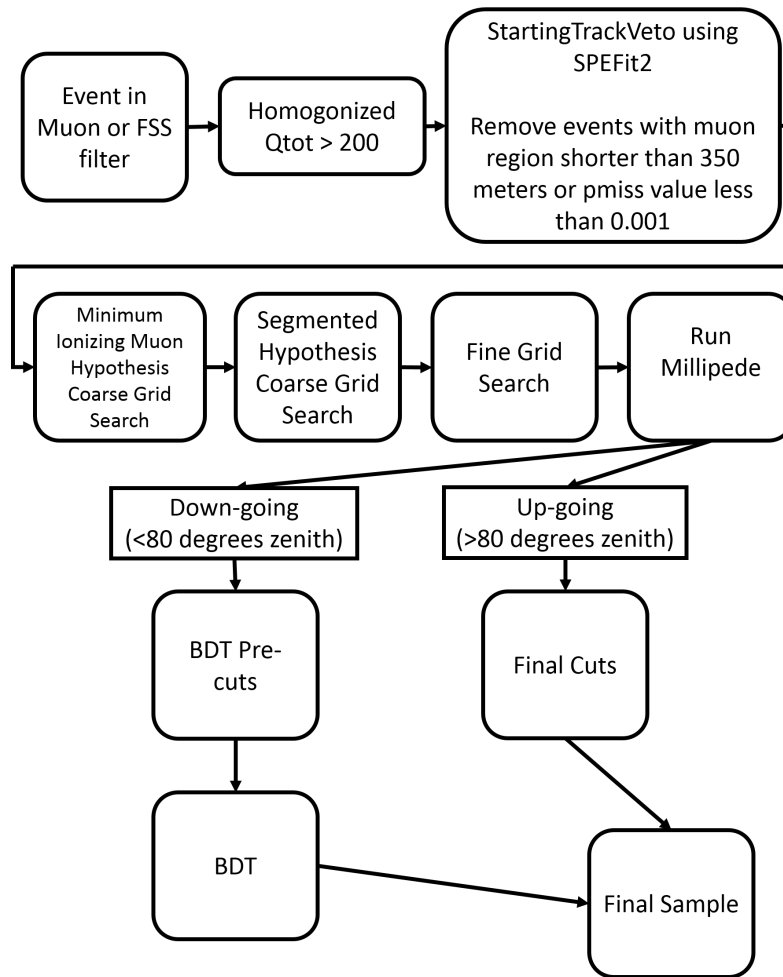 Event in
Muon or FSS
filter
Homogonized
Qtot > 200
StartingTrackVeto using
SPEFit2
Remove events with muon
region shorter than 350
meters or pmiss value less
than 0.001
Minimum
Ionizing Muon
Hypothesis
Coarse Grid
Search
Segmented
Hypothesis
Coarse Grid
Search
Fine Grid
Search
Run
Millipede
Down-going
(<80 degrees zenith)
Up-going
(>80 degrees zenith)
BDT Pre-
cuts
Final Cuts
BDT
Final Sample